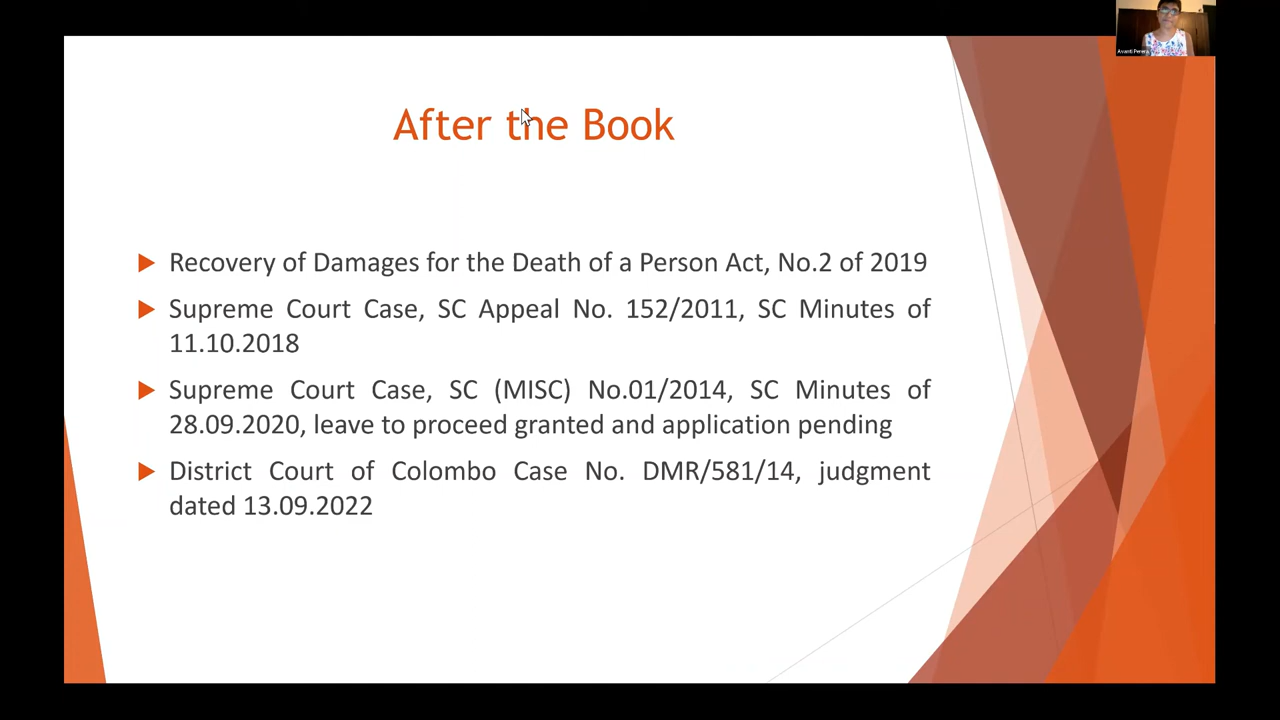 Avanti Perera
After the Book
Recovery of Damages for the Death of a Person Act, No.2 of 2019
Supreme Court Case, SC Appeal No. 152/2011, SC Minutes of
11.10.2018
Supreme Court Case, SC (MISC) No.01/2014, SC Minutes of
28.09.2020, leave to proceed granted and application pending
District Court of Colombo Case No. DMR/581/14, judgment
dated 13.09.2022